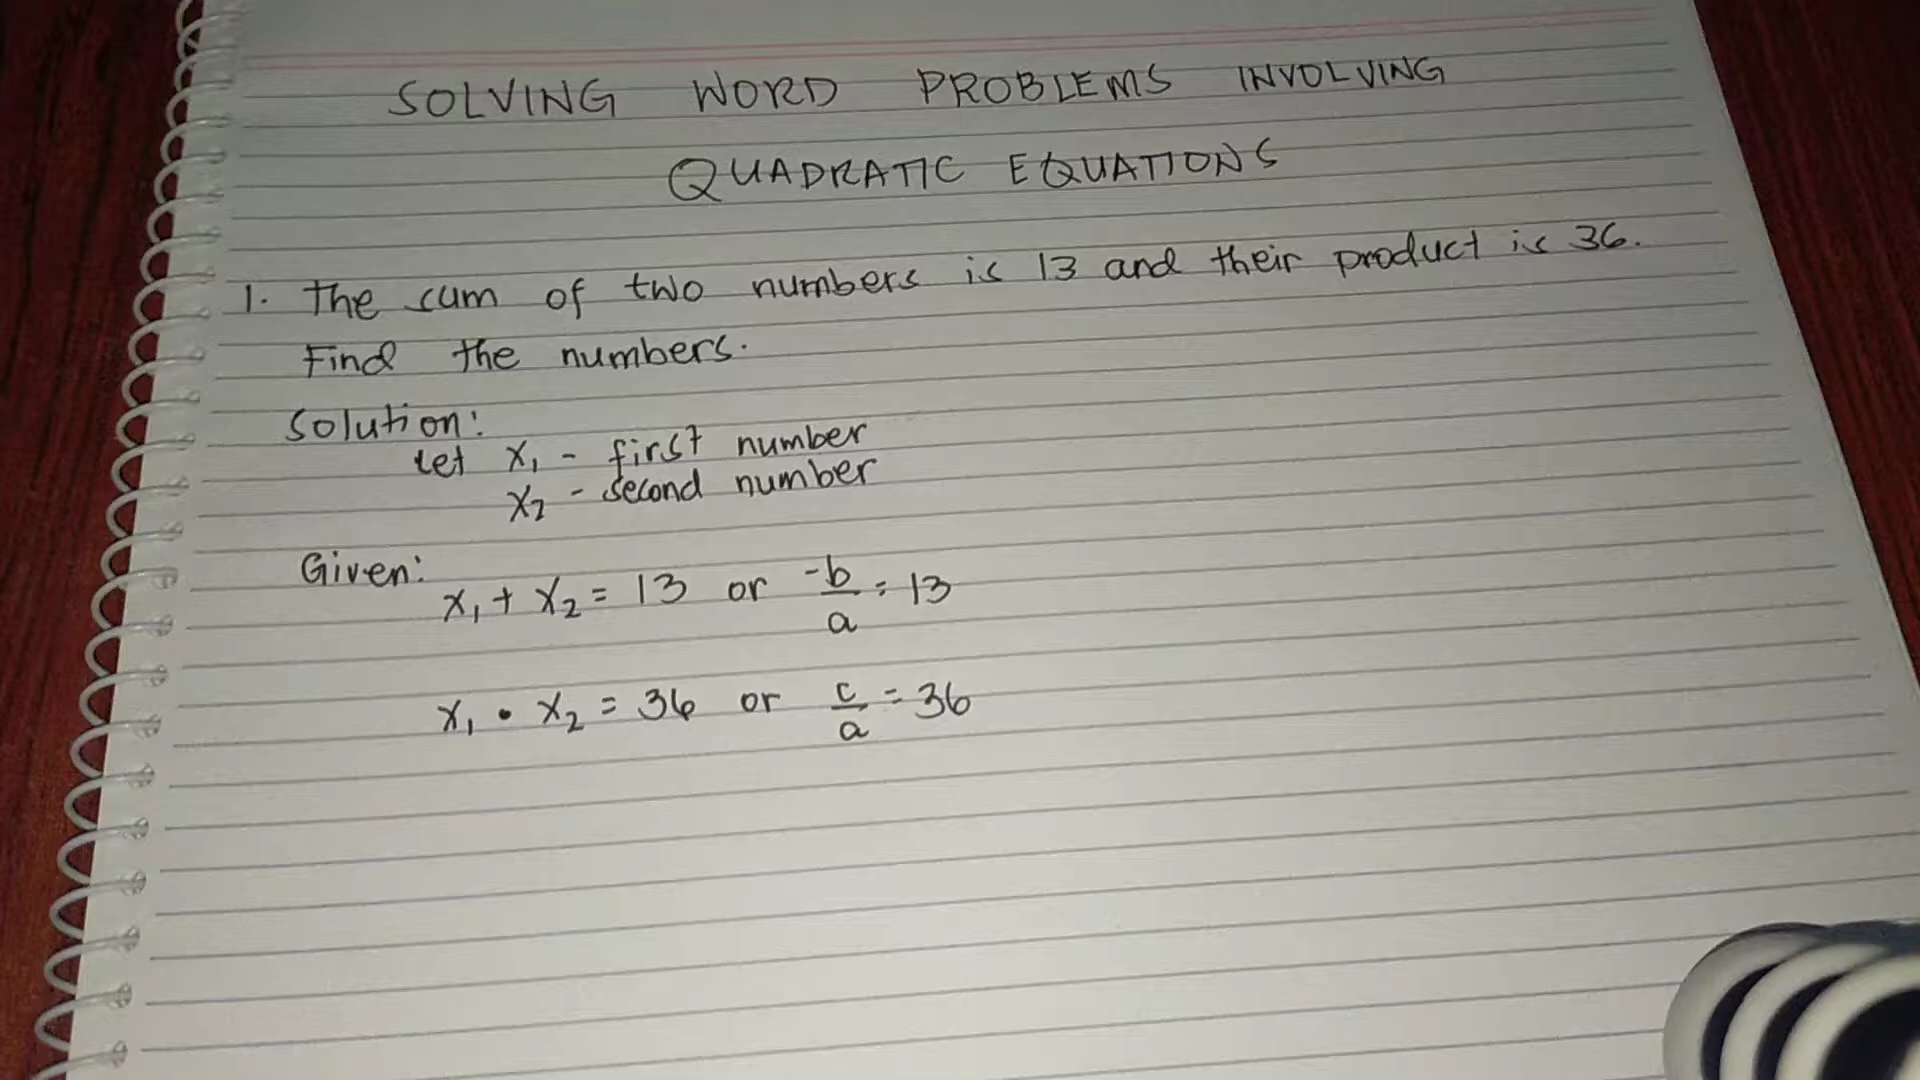 SOLVING WORD PROBLEMS INVOLVING
QUADRATIC EQUATIONS
1. The sum of two numbers is 13 and their product is 36.
Find the numbers.
Solution:
Let x₁ - first number
x₂ - second number
Given:
x₁ + x₂ = 13 or -b/a = 13
x₁ • x₂ = 36 or c/a = 36